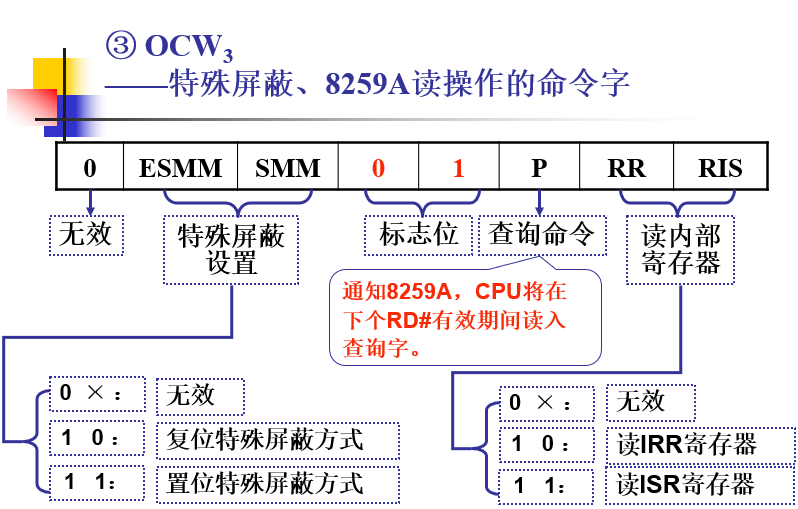 ③ OCW3
——特殊屏蔽、8259A读操作的命令字
0 ESMM SMM 0 1 P RR RIS
无效
特殊屏蔽
设置
标志位
查询命令
读内部
寄存器
通知8259A，CPU将在
下个RD#有效期间读入
查询字。
0 ×： 无效
1 0： 复位特殊屏蔽方式
1 1： 置位特殊屏蔽方式
0 ×： 无效
1 0： 读IRR寄存器
1 1： 读ISR寄存器